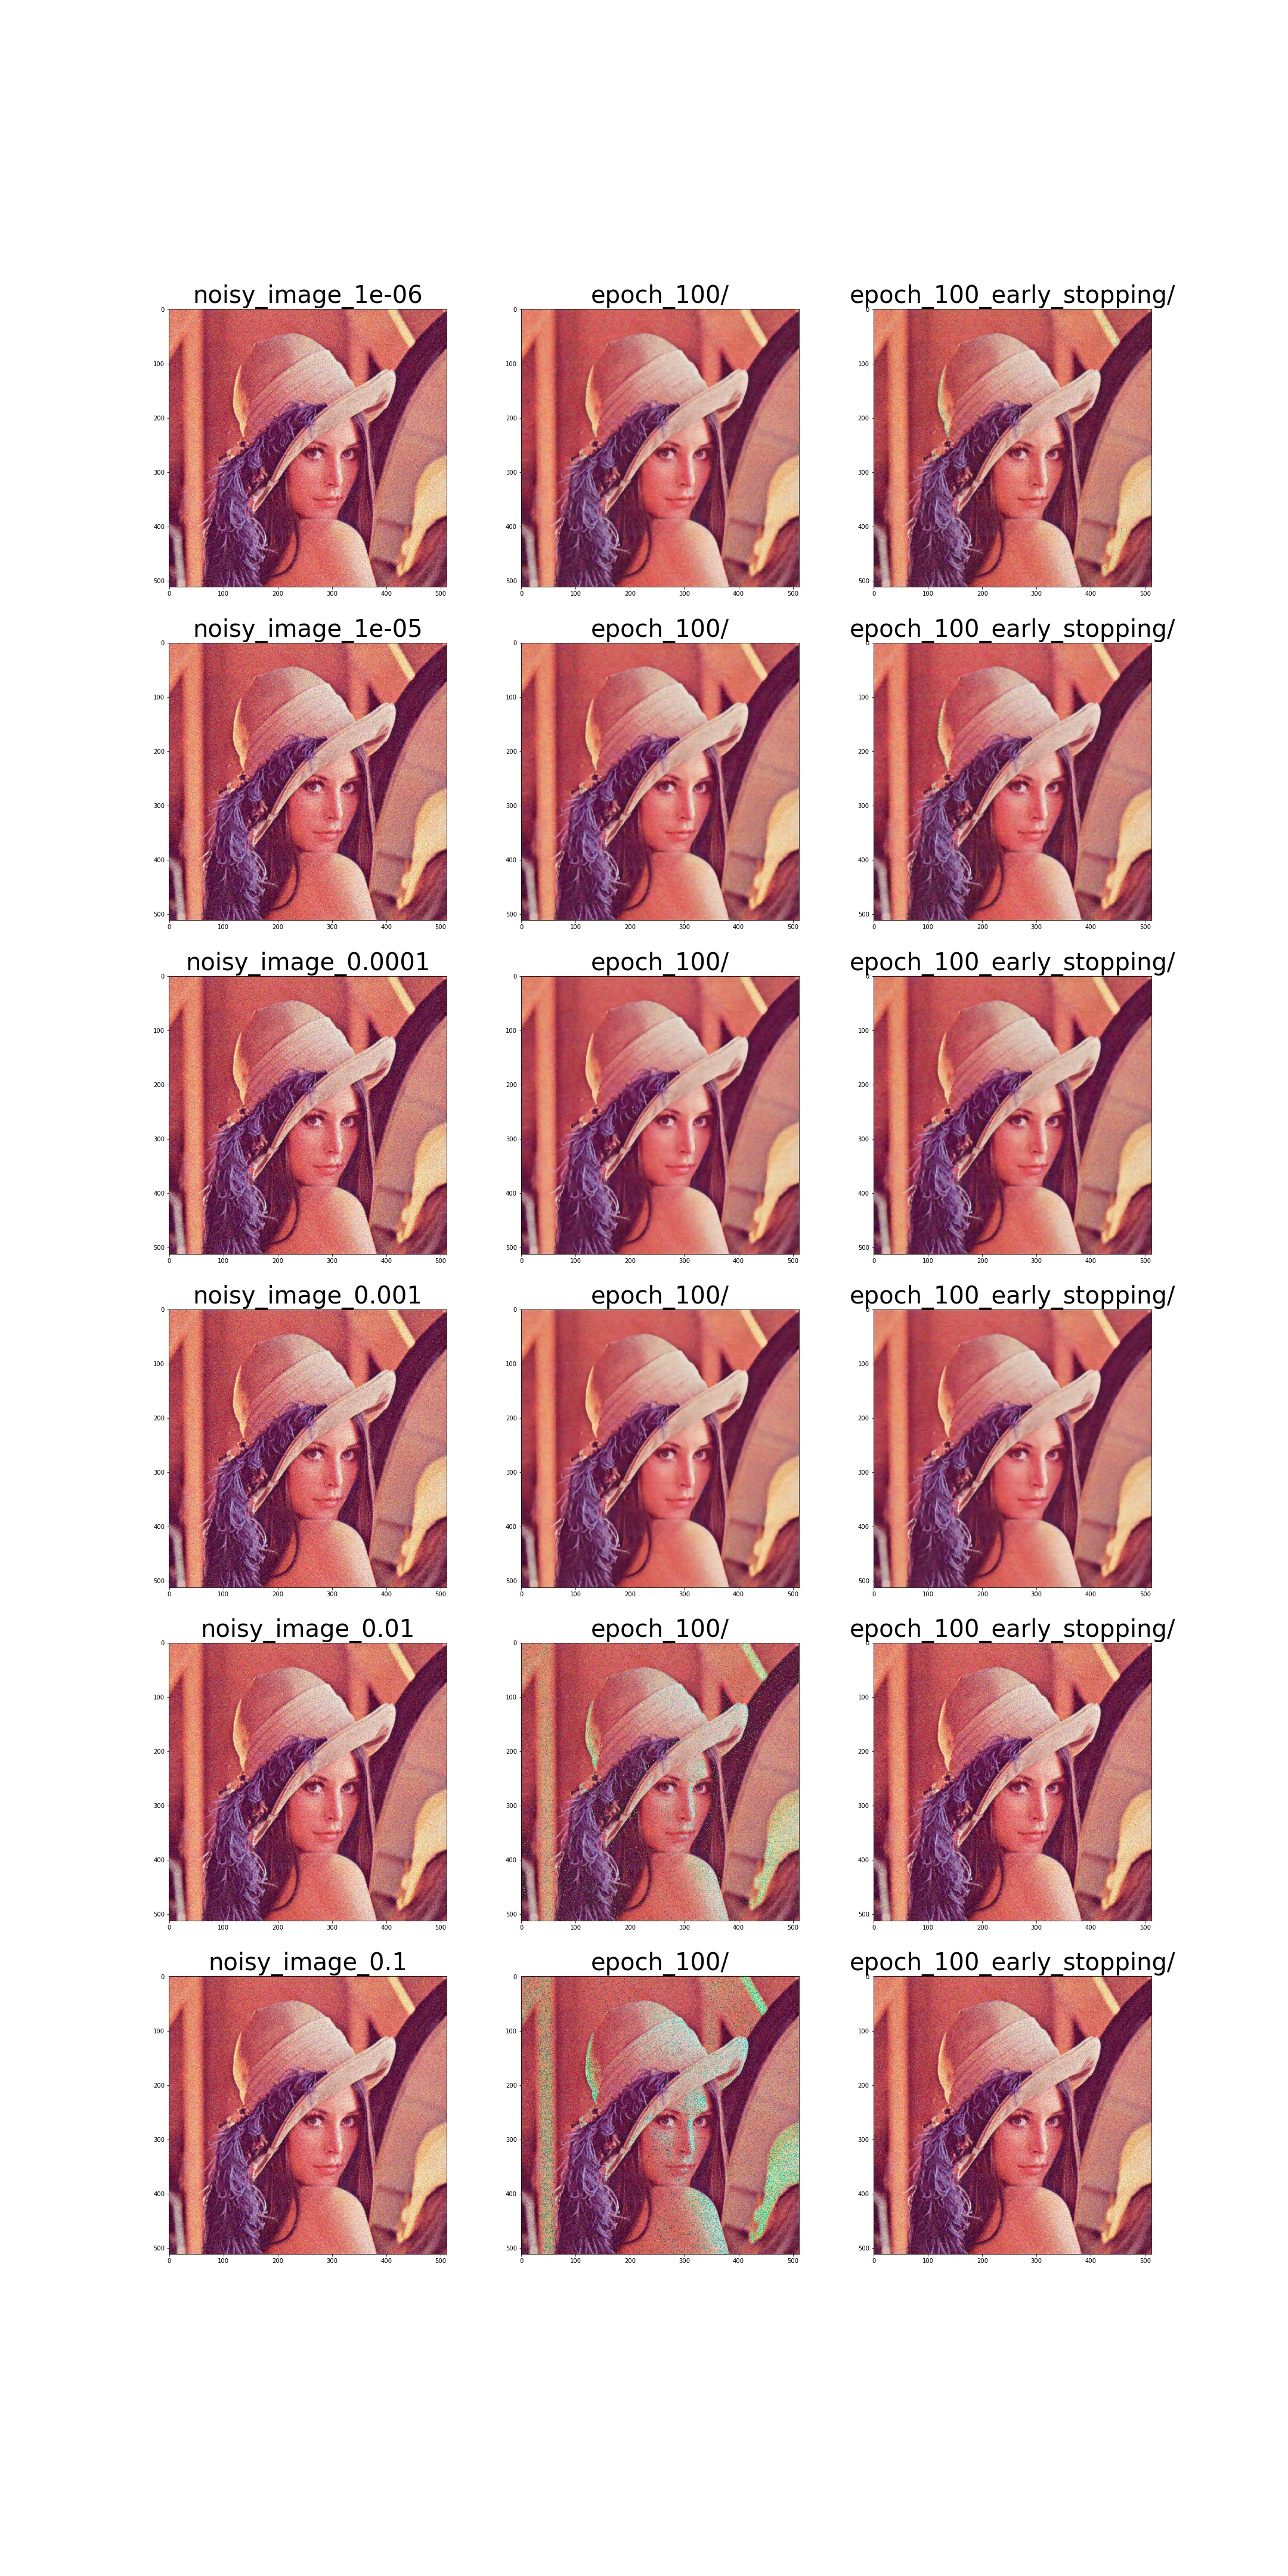 noisy_image_1e-06 epoch_100/ epoch_100_early_stopping/
0 0 0
100 100 100
200 200 200
300 300 300
400 400 400
500 500 500
0 100 200 300 400 500 0 100 200 300 400 500 0 100 200 300 400 500
noisy_image_1e-05 epoch_100/ epoch_100_early_stopping/
0 0 0
100 100 100
200 200 200
300 300 300
400 400 400
500 500 500
0 100 200 300 400 500 0 100 200 300 400 500 0 100 200 300 400 500
noisy_image_0.0001 epoch_100/ epoch_100_early_stopping/
0 0 0
100 100 100
200 200 200
300 300 300
400 400 400
500 500 500
0 100 200 300 400 500 0 100 200 300 400 500 0 100 200 300 400 500
noisy_image_0.001 epoch_100/ epoch_100_early_stopping/
0 0 0
100 100 100
200 200 200
300 300 300
400 400 400
500 500 500
0 100 200 300 400 500 0 100 200 300 400 500 0 100 200 300 400 500
noisy_image_0.01 epoch_100/ epoch_100_early_stopping/
0 0 0
100 100 100
200 200 200
300 300 300
400 400 400
500 500 500
0 100 200 300 400 500 0 100 200 300 400 500 0 100 200 300 400 500
noisy_image_0.1 epoch_100/ epoch_100_early_stopping/
0 0 0
100 100 100
200 200 200
300 300 300
400 400 400
500 500 500
0 100 200 300 400 500 0 100 200 300 400 500 0 100 200 300 400 500